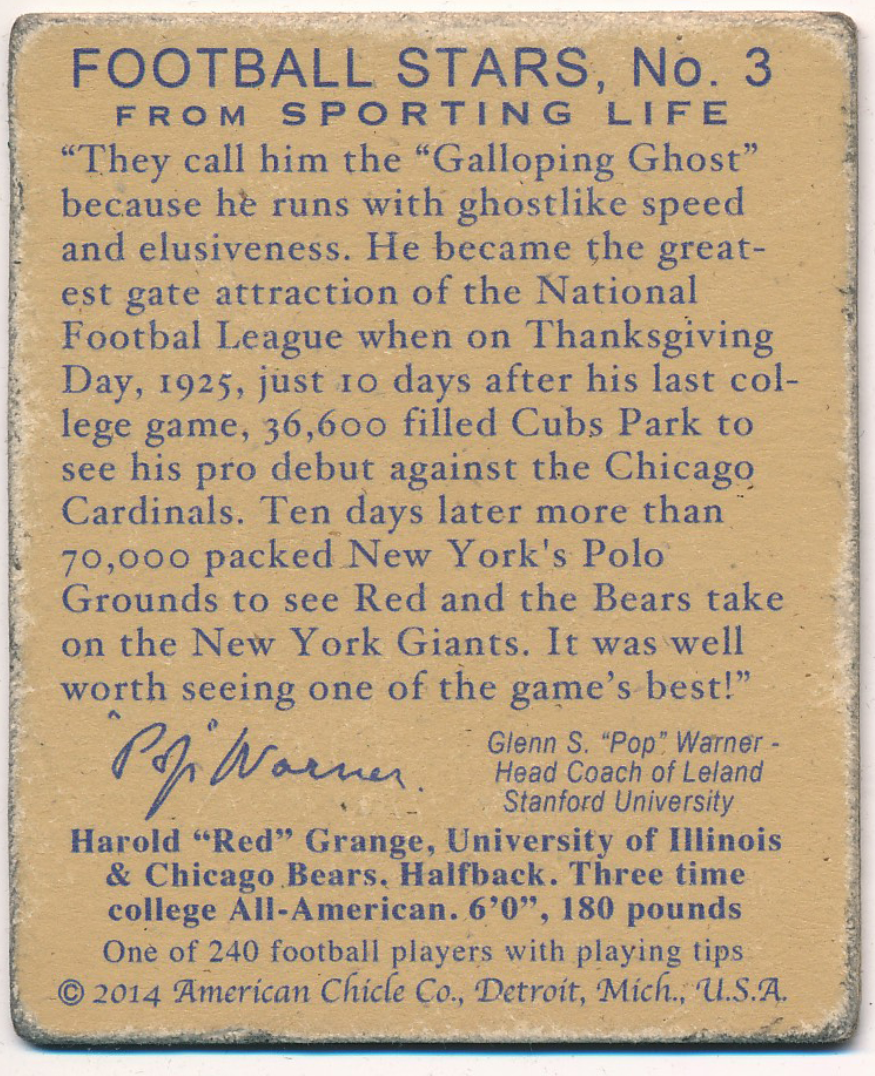 FOOTBALL STARS, No. 3
FROM SPORTING LIFE
“They call him the “Galloping Ghost”
because he runs with ghostlike speed
and elusiveness. He became the great-
est gate attraction of the National
Footbal League when on Thanksgiving
Day, 1925, just 10 days after his last col-
lege game, 36,600 filled Cubs Park to
see his pro debut against the Chicago
Cardinals. Ten days later more than
70,000 packed New York's Polo
Grounds to see Red and the Bears take
on the New York Giants. It was well
worth seeing one of the game’s best!”
"Pop" Warner.
Glenn S. “Pop” Warner -
Head Coach of Leland
Stanford University
Harold “Red” Grange, University of Illinois
& Chicago Bears. Halfback. Three time
college All-American. 6’0”, 180 pounds
One of 240 football players with playing tips
© 2014 American Chicle Co., Detroit, Mich., U.S.A.